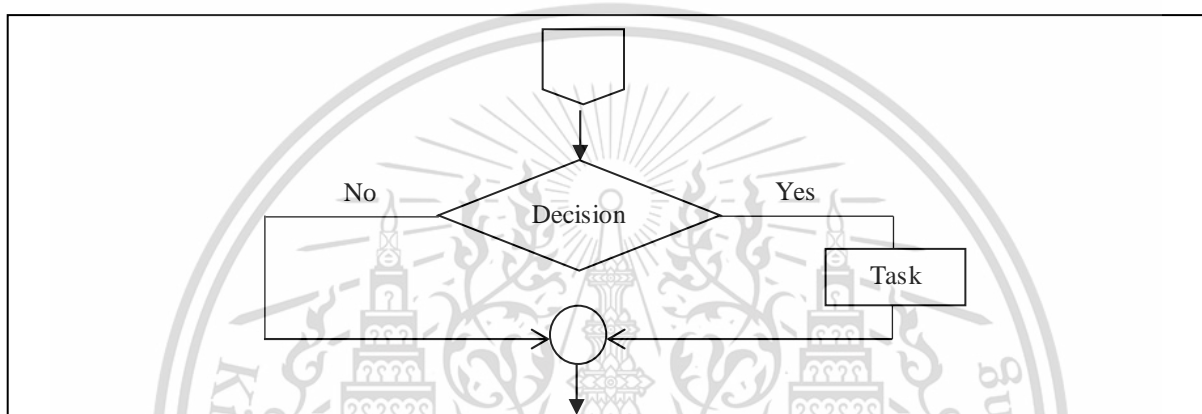 No
Yes
Decision
Task